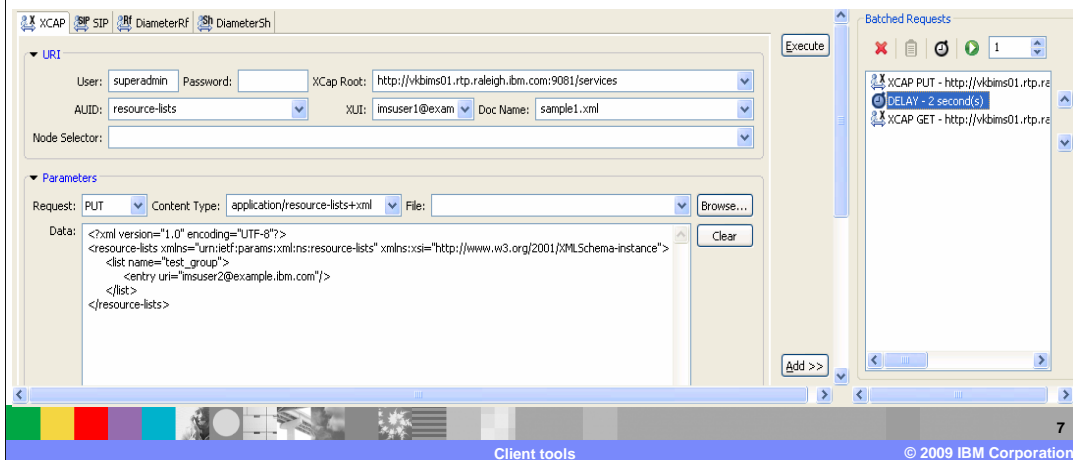 XCAP SIP DiameterRf DiameterSh
URI
User: superadmin Password: XCap Root: http://vkbims01.rtp.raleigh.ibm.com:9081/services
AUID: resource-lists XUI: imsuser1@exam Doc Name: sample1.xml
Node Selector:
Parameters
Request: PUT Content Type: application/resource-lists+xml File: Browse...
Data: Clear
<?xml version="1.0" encoding="UTF-8"?>
<resource-lists xmlns="urn:ietf:params:xml:ns:resource-lists" xmlns:xsi="http://www.w3.org/2001/XMLSchema-instance">
<list name="test_group">
<entry uri="imsuser2@example.ibm.com"/>
</list>
</resource-lists>
Execute
Add >>
Batched Requests
1
XCAP PUT - http://vkbims01.rtp.ra
DELAY - 2 second(s)
XCAP GET - http://vkbims01.rtp.ra
7
Client tools
© 2009 IBM Corporation